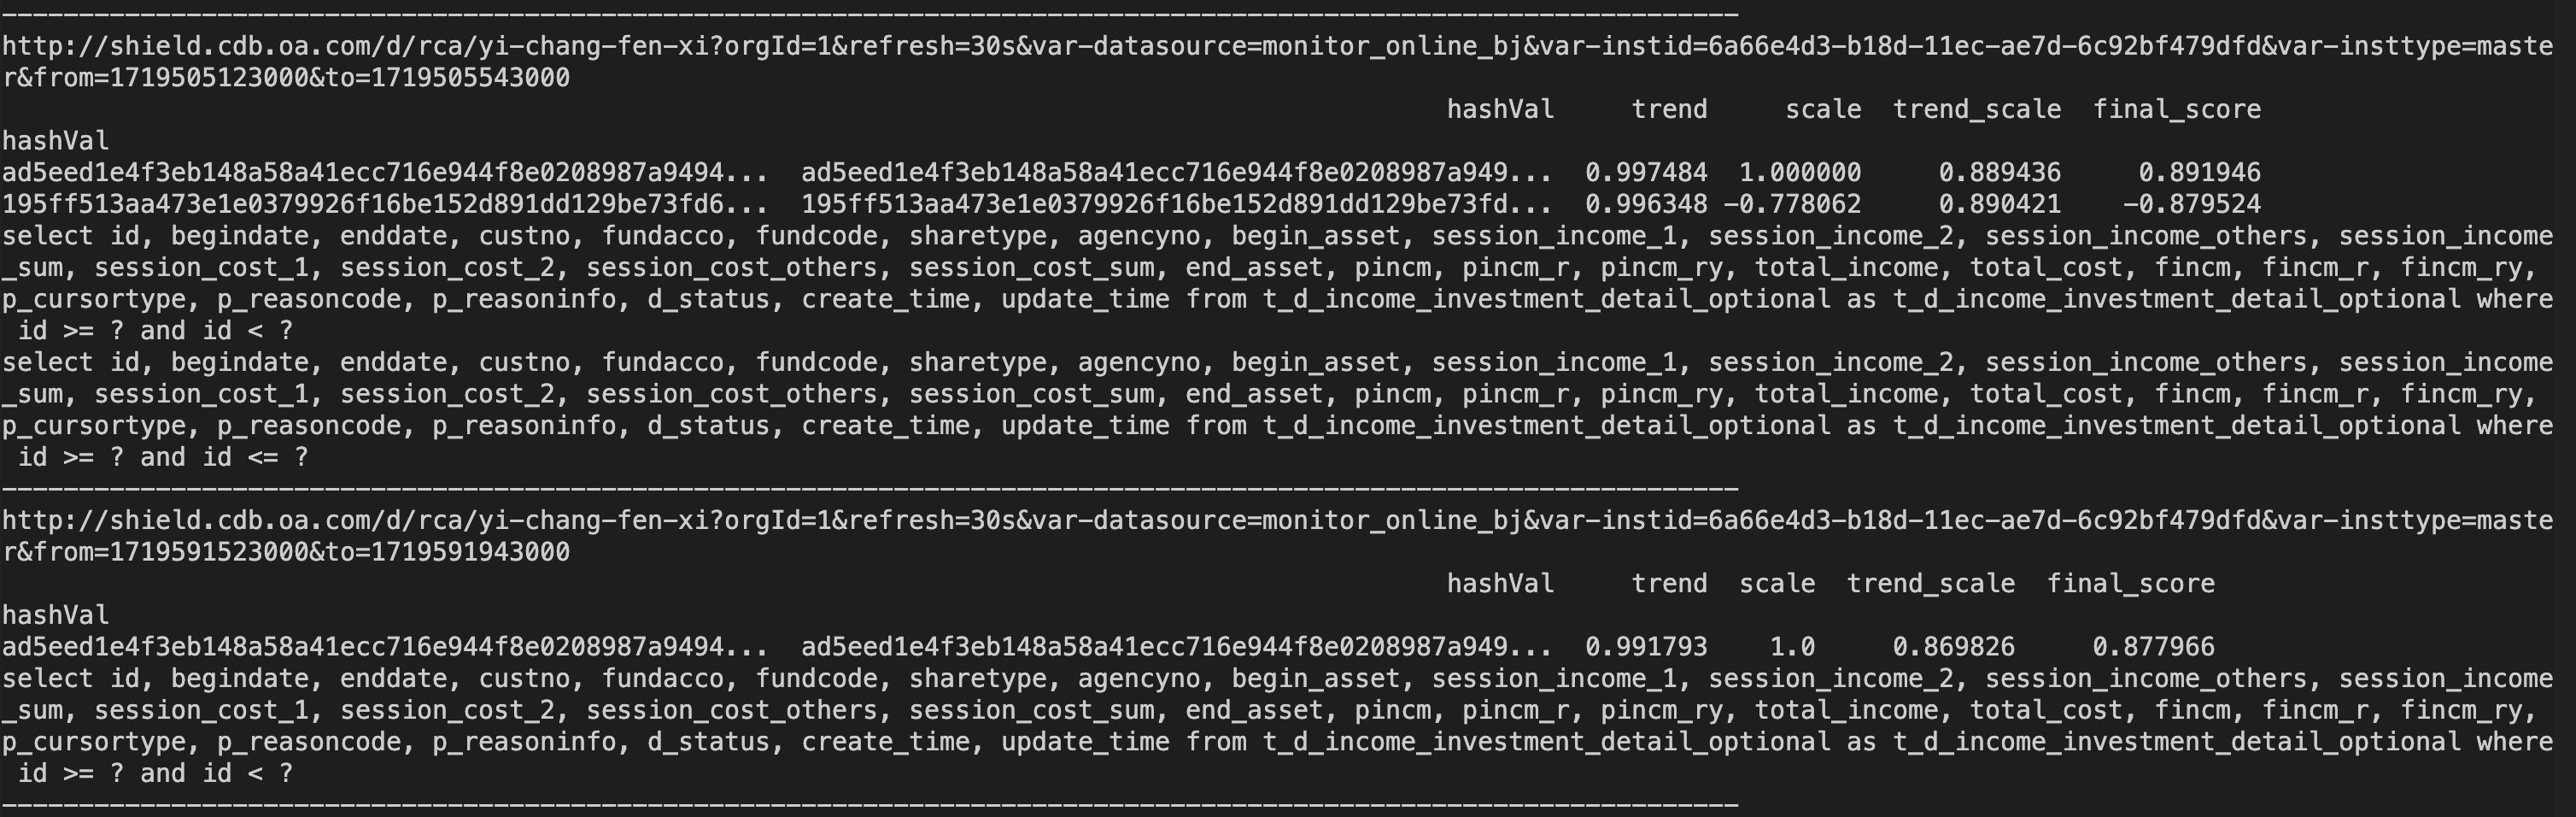 -----------------------------------------------------------------------------------------------------------------
http://shield.cdb.oa.com/d/rca/yi-chang-fen-xi?orgId=1&refresh=30s&var-datasource=monitor_online_bj&var-instid=6a66e4d3-b18d-11ec-ae7d-6c92bf479dfd&var-insttype=maste
r&from=1719505123000&to=1719505543000
hashVal     trend     scale  trend_scale  final_score
hashVal
ad5eed1e4f3eb148a58a41ecc716e944f8e0208987a9494...  ad5eed1e4f3eb148a58a41ecc716e944f8e0208987a949...  0.997484  1.000000     0.889436     0.891946
195ff513aa473e1e0379926f16be152d891dd129be73fd6...  195ff513aa473e1e0379926f16be152d891dd129be73fd...  0.996348 -0.778062     0.890421    -0.879524
select id, begindate, enddate, custno, fundacco, fundcode, sharetype, agencyno, begin_asset, session_income_1, session_income_2, session_income_others, session_income
_sum, session_cost_1, session_cost_2, session_cost_others, session_cost_sum, end_asset, pincm, pincm_r, pincm_ry, total_income, total_cost, fincm, fincm_r, fincm_ry,
p_cursortype, p_reasoncode, p_reasoninfo, d_status, create_time, update_time from t_d_income_investment_detail_optional as t_d_income_investment_detail_optional where
 id >= ? and id < ?
select id, begindate, enddate, custno, fundacco, fundcode, sharetype, agencyno, begin_asset, session_income_1, session_income_2, session_income_others, session_income
_sum, session_cost_1, session_cost_2, session_cost_others, session_cost_sum, end_asset, pincm, pincm_r, pincm_ry, total_income, total_cost, fincm, fincm_r, fincm_ry,
p_cursortype, p_reasoncode, p_reasoninfo, d_status, create_time, update_time from t_d_income_investment_detail_optional as t_d_income_investment_detail_optional where
 id >= ? and id <= ?
-----------------------------------------------------------------------------------------------------------------
http://shield.cdb.oa.com/d/rca/yi-chang-fen-xi?orgId=1&refresh=30s&var-datasource=monitor_online_bj&var-instid=6a66e4d3-b18d-11ec-ae7d-6c92bf479dfd&var-insttype=maste
r&from=1719591523000&to=1719591943000
hashVal     trend  scale  trend_scale  final_score
hashVal
ad5eed1e4f3eb148a58a41ecc716e944f8e0208987a9494...  ad5eed1e4f3eb148a58a41ecc716e944f8e0208987a949...  0.991793    1.0     0.869826     0.877966
select id, begindate, enddate, custno, fundacco, fundcode, sharetype, agencyno, begin_asset, session_income_1, session_income_2, session_income_others, session_income
_sum, session_cost_1, session_cost_2, session_cost_others, session_cost_sum, end_asset, pincm, pincm_r, pincm_ry, total_income, total_cost, fincm, fincm_r, fincm_ry,
p_cursortype, p_reasoncode, p_reasoninfo, d_status, create_time, update_time from t_d_income_investment_detail_optional as t_d_income_investment_detail_optional where
 id >= ? and id < ?
-----------------------------------------------------------------------------------------------------------------